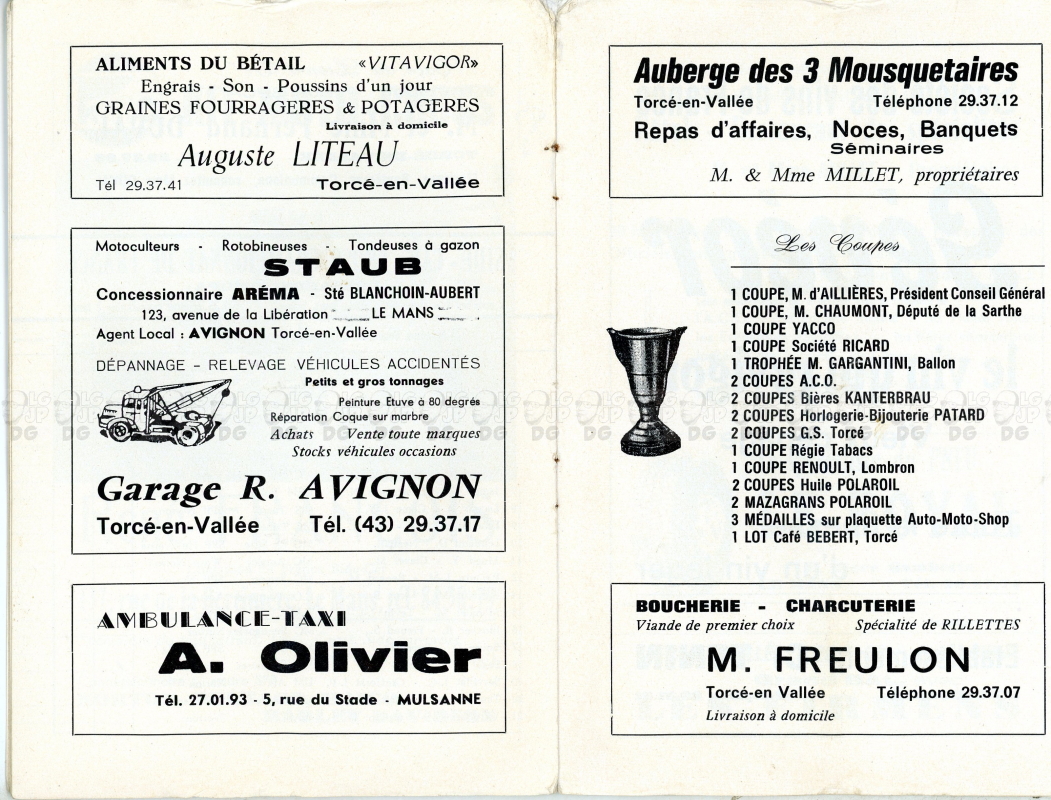 ALIMENTS DU BÉTAIL «VITAVIGOR»
Engrais - Son - Poussins d'un jour
GRAINES FOURRAGERES & POTAGERES
Livraison à domicile
Auguste LITEAU
Tél 29.37.41 Torcé-en-Vallée
Motoculteurs - Rotobineuses - Tondeuses à gazon
STAUB
Concessionnaire ARÉMA - Sté BLANCHOIN-AUBERT
123, avenue de la Libération LE MANS
Agent Local : AVIGNON Torcé-en-Vallée
DÉPANNAGE - RELEVAGE VÉHICULES ACCIDENTÉS
Petits et gros tonnages
Peinture Etuve à 80 degrés
Réparation Coque sur marbre
Achats Vente toute marques
Stocks véhicules occasions
Garage R. AVIGNON
Torcé-en-Vallée Tél. (43) 29.37.17
AMBULANCE-TAXI
A. Olivier
Tél. 27.01.93 - 5, rue du Stade - MULSANNE
Auberge des 3 Mousquetaires
Torcé-en-Vallée Téléphone 29.37.12
Repas d'affaires, Noces, Banquets
Séminaires
M. & Mme MILLET, propriétaires
Les Coupes
1 COUPE, M. d'AILLIÈRES, Président Conseil Général
1 COUPE, M. CHAUMONT, Député de la Sarthe
1 COUPE YACCO
1 COUPE Société RICARD
1 TROPHÉE M. GARGANTINI, Ballon
2 COUPES A.C.O.
2 COUPES Bières KANTERBRAU
2 COUPES Horlogerie-Bijouterie PATARD
2 COUPES G.S. Torcé
1 COUPE Régie Tabacs
1 COUPE RENOULT, Lombron
2 COUPES Huile POLAROIL
2 MAZAGRANS POLAROIL
3 MÉDAILLES sur plaquette Auto-Moto-Shop
1 LOT Café BEBERT, Torcé
BOUCHERIE - CHARCUTERIE
Viande de premier choix Spécialité de RILLETTES
M. FREULON
Torcé-en Vallée Téléphone 29.37.07
Livraison à domicile